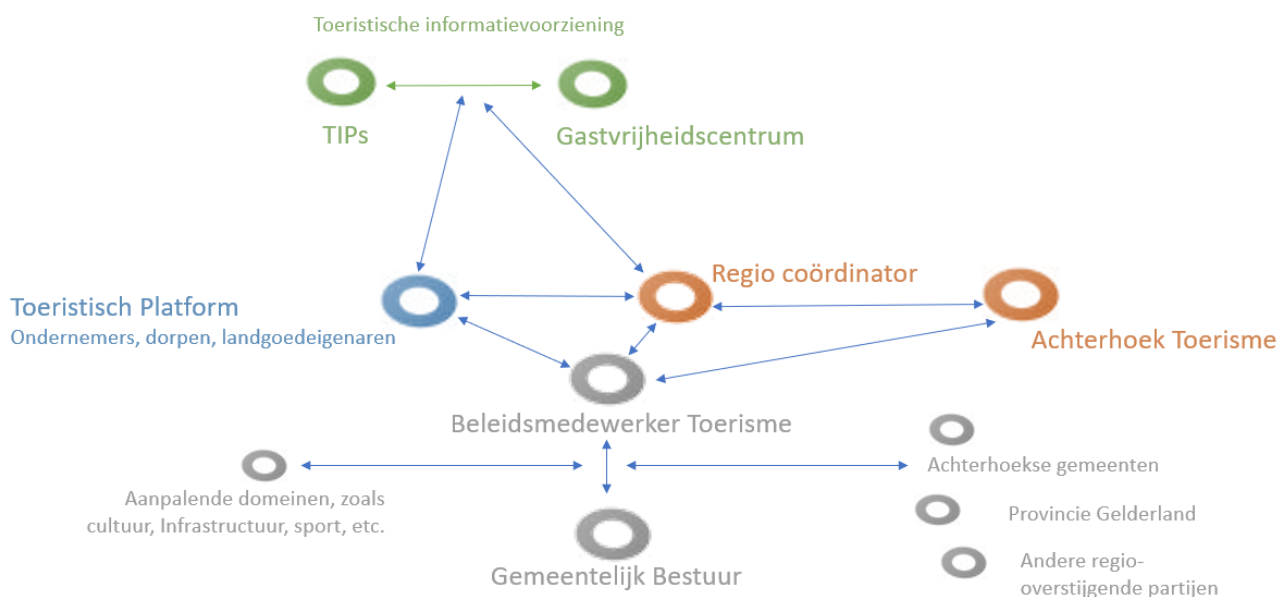 Toeristische informatievoorziening
TIPs
Gastvrijheidscentrum
Regio coördinator
Toeristisch Platform
Ondernemers, dorpen, landgoedeigenaren
Achterhoek Toerisme
Beleidsmedewerker Toerisme
Achterhoekse gemeenten
Aanpalende domeinen, zoals
cultuur, Infrastructuur, sport, etc.
Provincie Gelderland
Gemeentelijk Bestuur
Andere regio-
overstijgende partijen